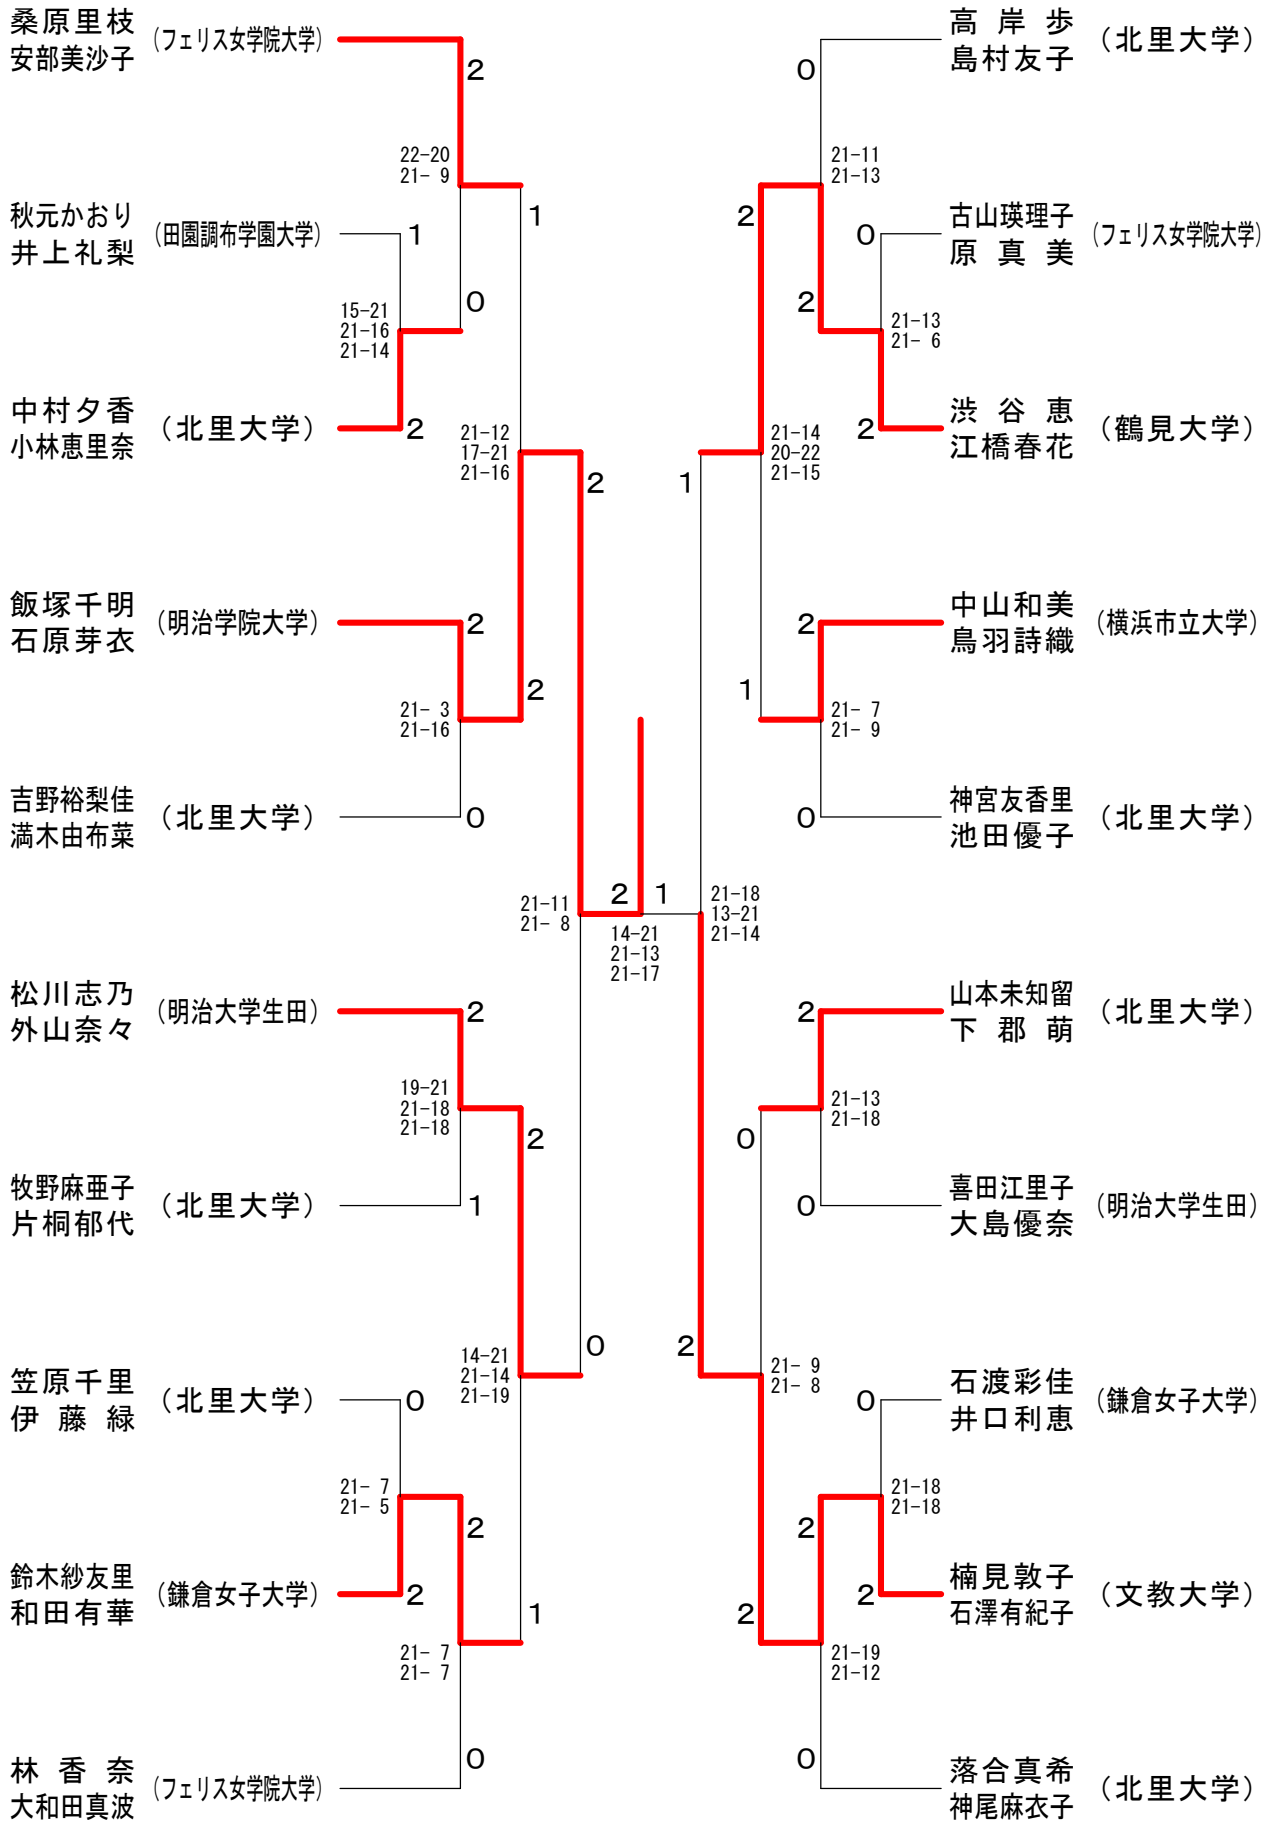 桑原里枝
安部美沙子
(フェリス女学院大学)
2
22-20
21- 9
1
秋元かおり
井上礼梨
(田園調布学園大学)
1
0
15-21
21-16
21-14
中村夕香
小林恵里奈
(北里大学)
2
21-12
17-21
21-16
2
飯塚千明
石原芽衣
(明治学院大学)
2
2
21- 3
21-16
吉野裕梨佳
満木由布菜
(北里大学)
0
21-11
21- 8
2
1
14-21
21-13
21-17
松川志乃
外山奈々
(明治大学生田)
2
19-21
21-18
21-18
2
牧野麻亜子
片桐郁代
(北里大学)
1
0
14-21
21-14
21-19
笠原千里
伊藤緑
(北里大学)
0
21- 7
21- 5
2
鈴木紗友里
和田有華
(鎌倉女子大学)
2
1
21- 7
21- 7
林香奈
大和田真波
(フェリス女学院大学)
0
高岸歩
島村友子
(北里大学)
0
21-11
21-13
2
古山瑛理子
原真美
(フェリス女学院大学)
0
2
21-13
21- 6
渋谷恵
江橋春花
(鶴見大学)
2
21-14
20-22
21-15
1
中山和美
鳥羽詩織
(横浜市立大学)
2
1
21- 7
21- 9
神宮友香里
池田優子
(北里大学)
0
21-18
13-21
21-14
山本未知留
下郡萌
(北里大学)
2
21-13
21-18
0
喜田江里子
大島優奈
(明治大学生田)
0
2
21- 9
21- 8
石渡彩佳
井口利恵
(鎌倉女子大学)
0
21-18
21-18
2
楠見敦子
石澤有紀子
(文教大学)
2
2
21-19
21-12
落合真希
神尾麻衣子
(北里大学)
0